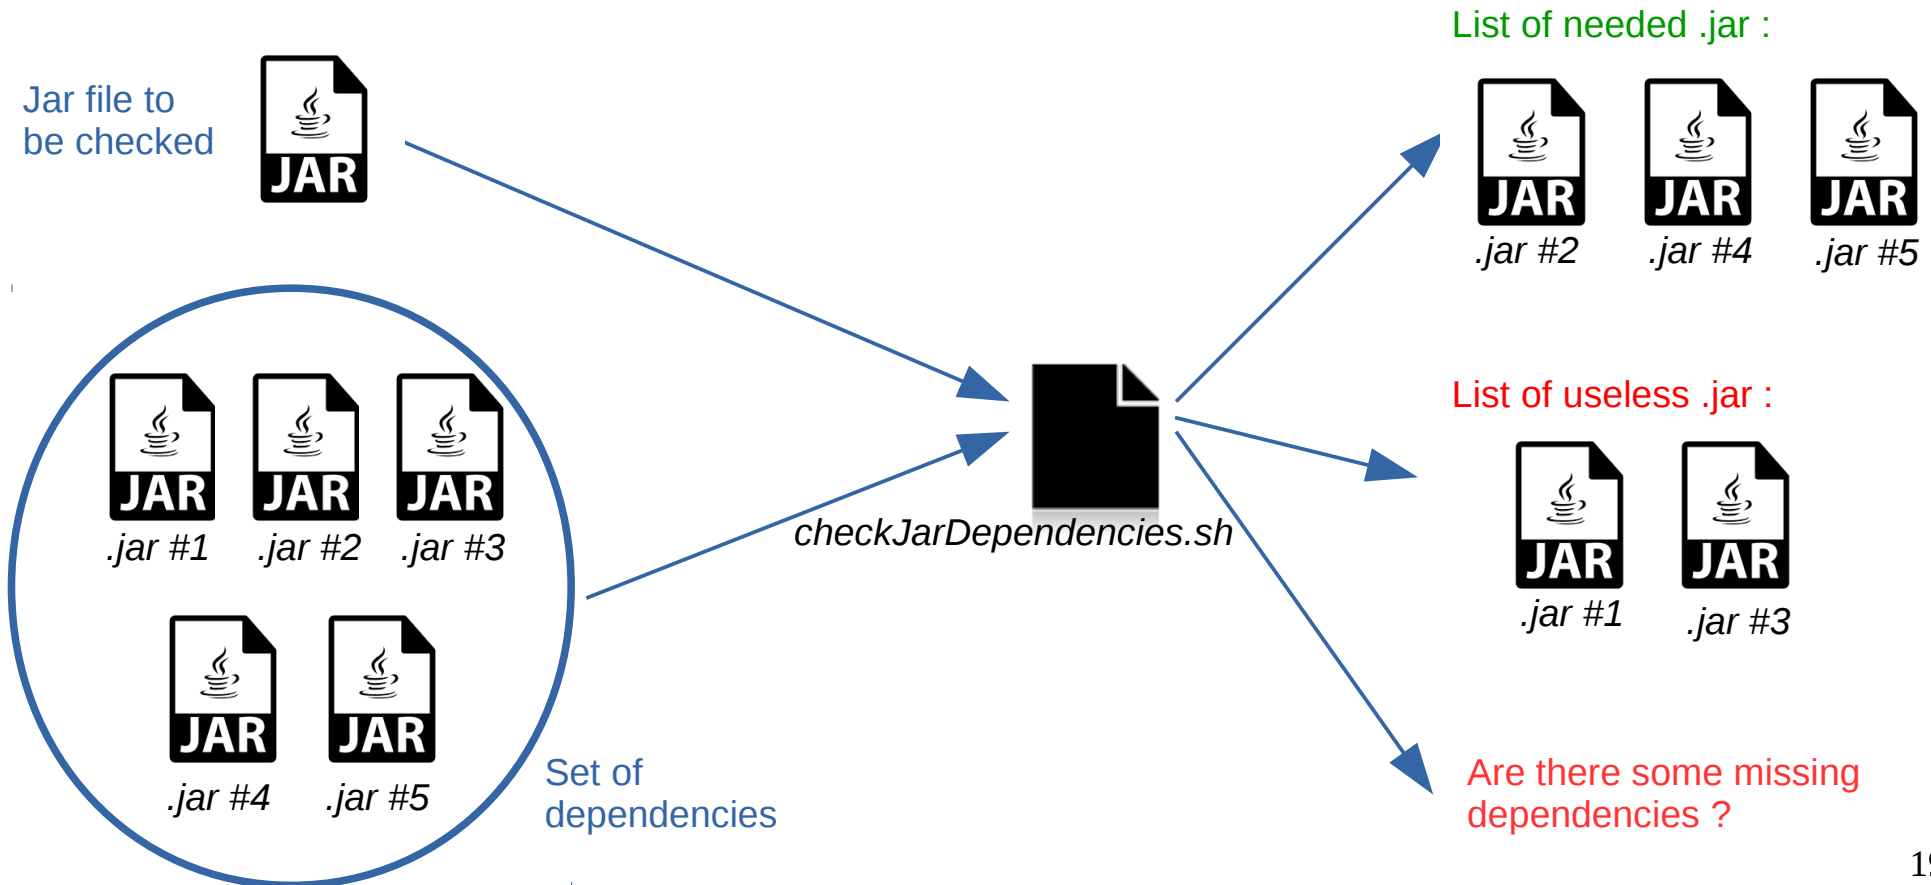 List of needed .jar :
Jar file to
be checked
JAR
JAR
JAR
JAR
.jar #2
.jar #4
.jar #5
JAR
JAR
JAR
.jar #1
.jar #2
.jar #3
checkJarDependencies.sh
List of useless .jar :
JAR
JAR
.jar #1
.jar #3
JAR
JAR
.jar #4
.jar #5
Set of
dependencies
Are there some missing
dependencies ?